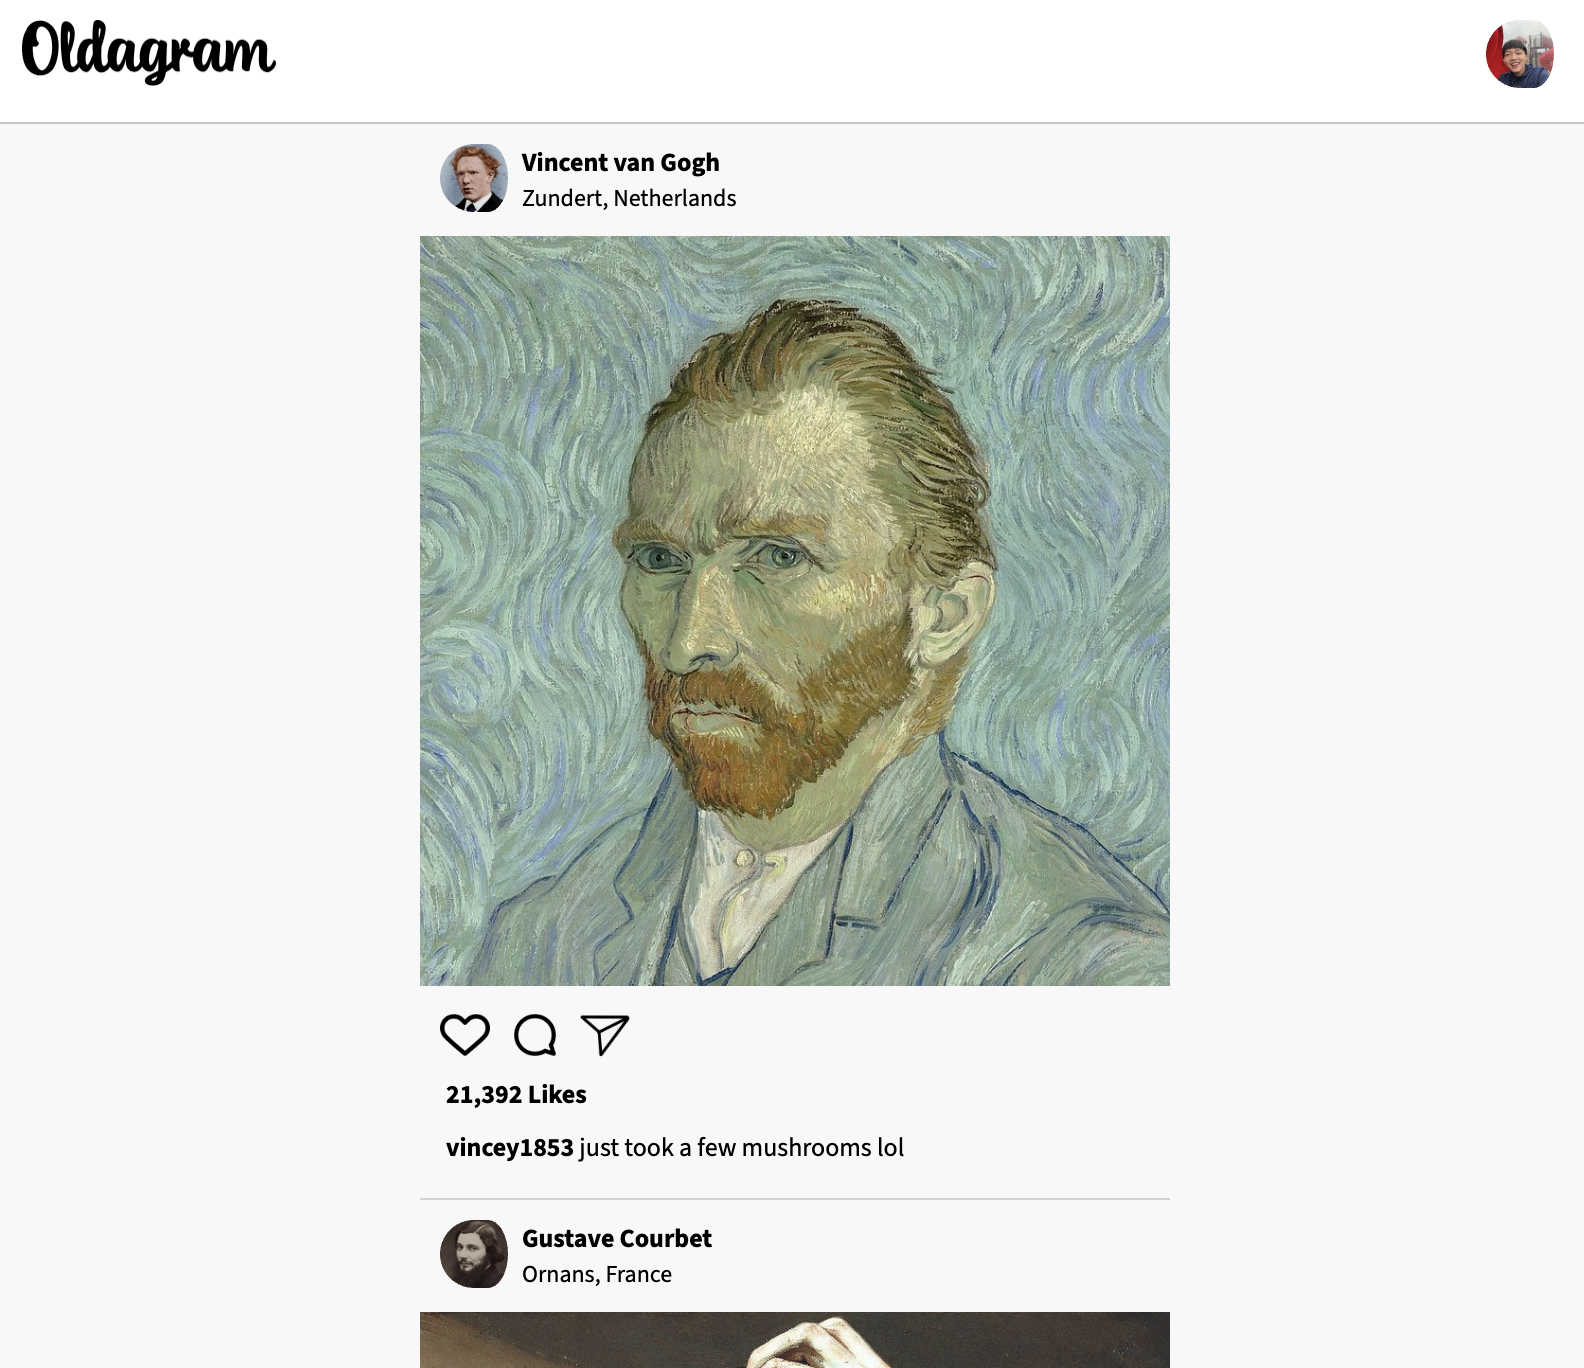 Oldagram
Vincent van Gogh
Zundert, Netherlands
21,392 Likes
vincey1853 just took a few mushrooms lol
Gustave Courbet
Ornans, France